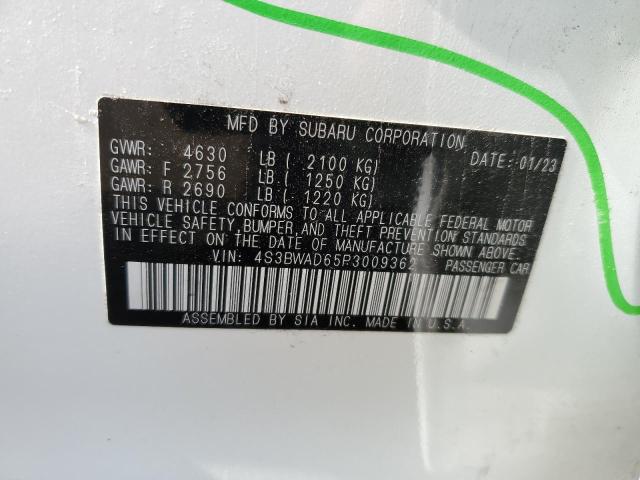 MFD BY SUBARU CORPORATION
GVWR: 4630 LB ( 2100 KG) DATE: 01/23
GAWR: F 2756 LB ( 1250 KG)
GAWR: R 2690 LB ( 1220 KG)
THIS VEHICLE CONFORMS TO ALL APPLICABLE FEDERAL MOTOR
VEHICLE SAFETY, BUMPER, AND THEFT PREVENTION STANDARDS
IN EFFECT ON THE DATE OF MANUFACTURE SHOWN ABOVE.
VIN: 4S3BWAD65P3009362 PASSENGER CAR
ASSEMBLED BY SIA INC. MADE IN U.S.A.